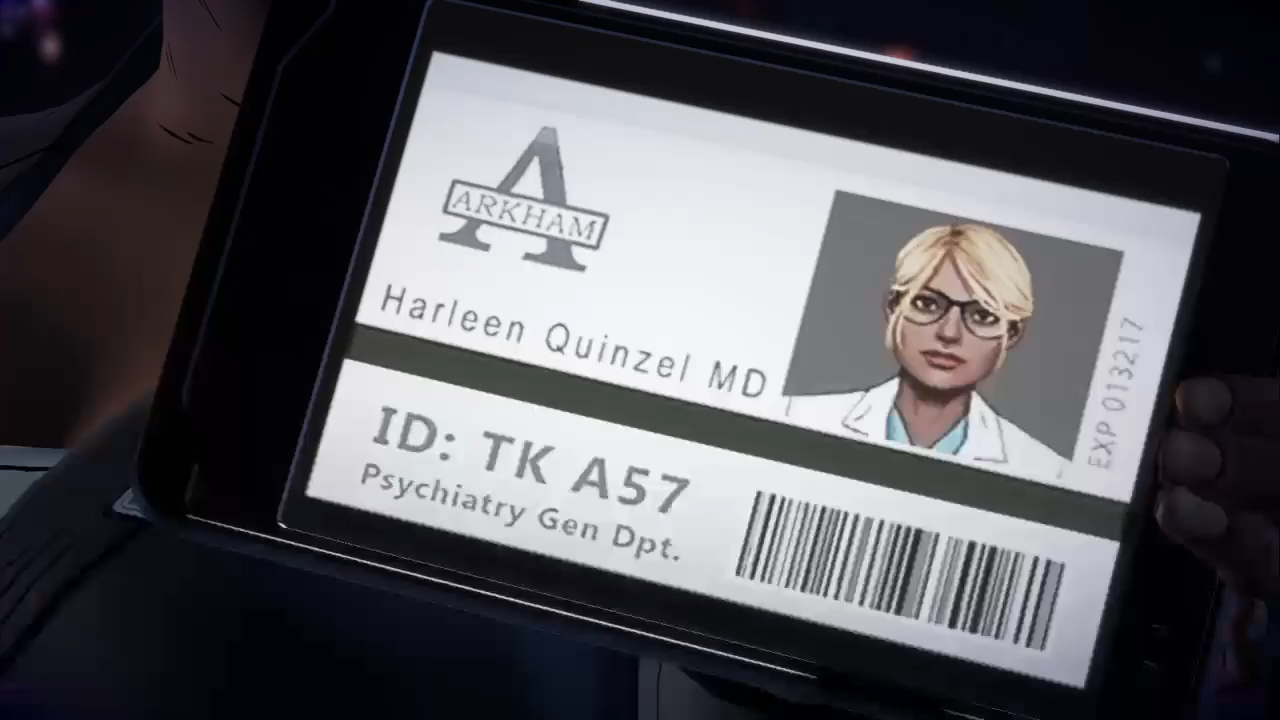 ARKHAM
Harleen Quinzel MD
EXP 013217
ID: TK A57
Psychiatry Gen Dpt.